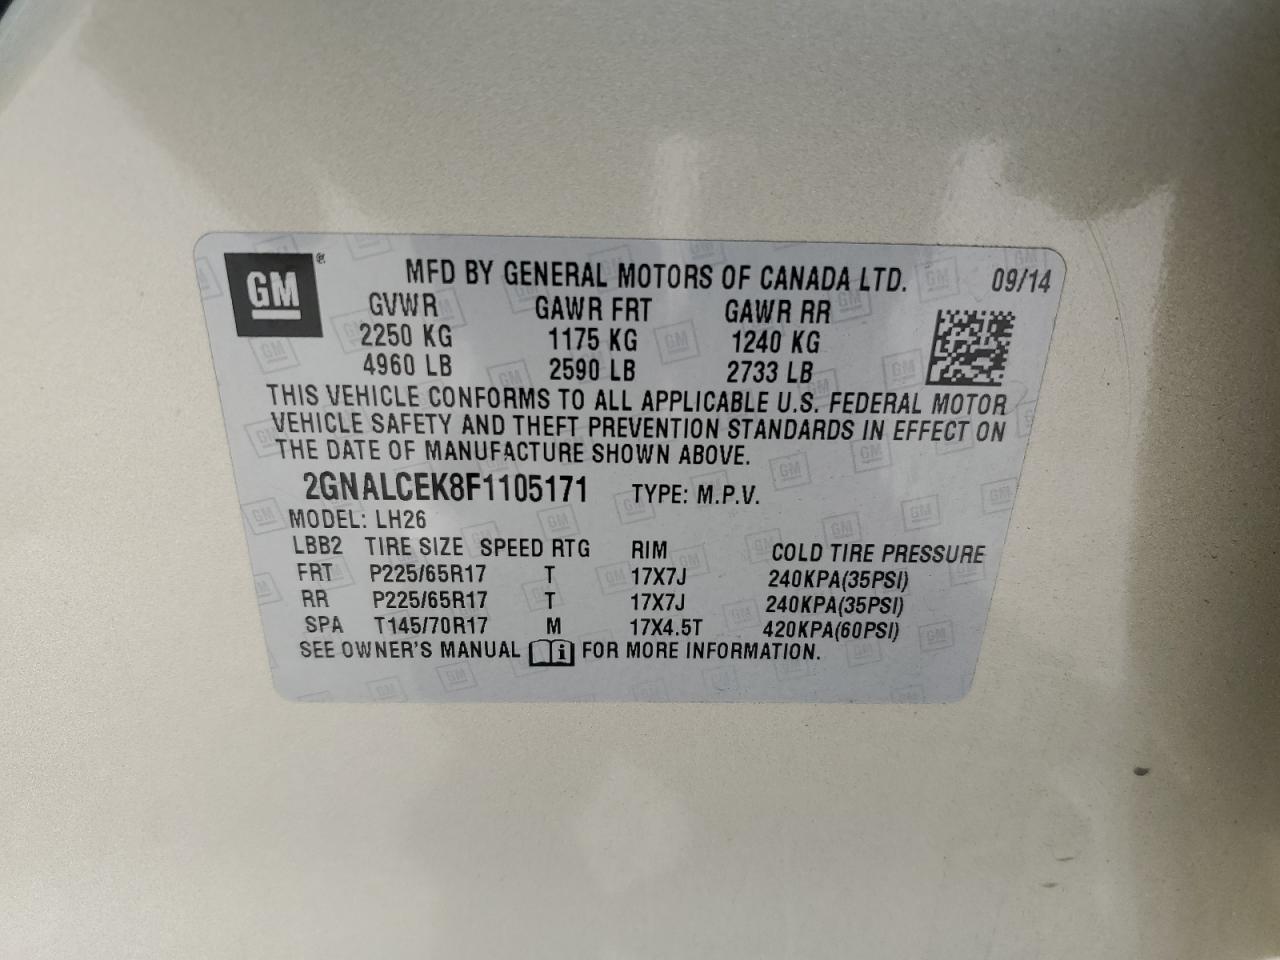 GM®
MFD BY GENERAL MOTORS OF CANADA LTD. 09/14
GVWR GAWR FRT GAWR RR
2250 KG 1175 KG 1240 KG
4960 LB 2590 LB 2733 LB
THIS VEHICLE CONFORMS TO ALL APPLICABLE U.S. FEDERAL MOTOR
VEHICLE SAFETY AND THEFT PREVENTION STANDARDS IN EFFECT ON
THE DATE OF MANUFACTURE SHOWN ABOVE.
2GNALCEK8F1105171 TYPE: M.P.V.
MODEL: LH26
LBB2 TIRE SIZE SPEED RTG RIM COLD TIRE PRESSURE
FRT P225/65R17 T 17X7J 240KPA(35PSI)
RR P225/65R17 T 17X7J 240KPA(35PSI)
SPA T145/70R17 M 17X4.5T 420KPA(60PSI)
SEE OWNER'S MANUAL i FOR MORE INFORMATION.